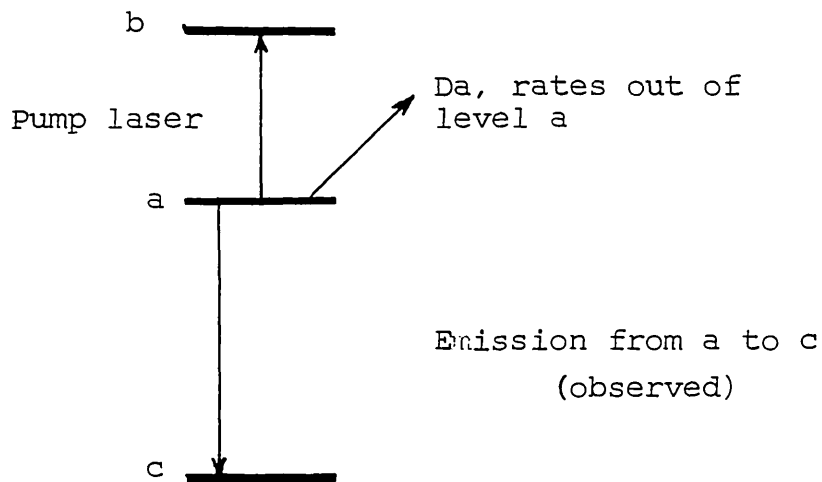 b
Pump laser
Da, rates out of
level a
a
Emission from a to c
(observed)
c